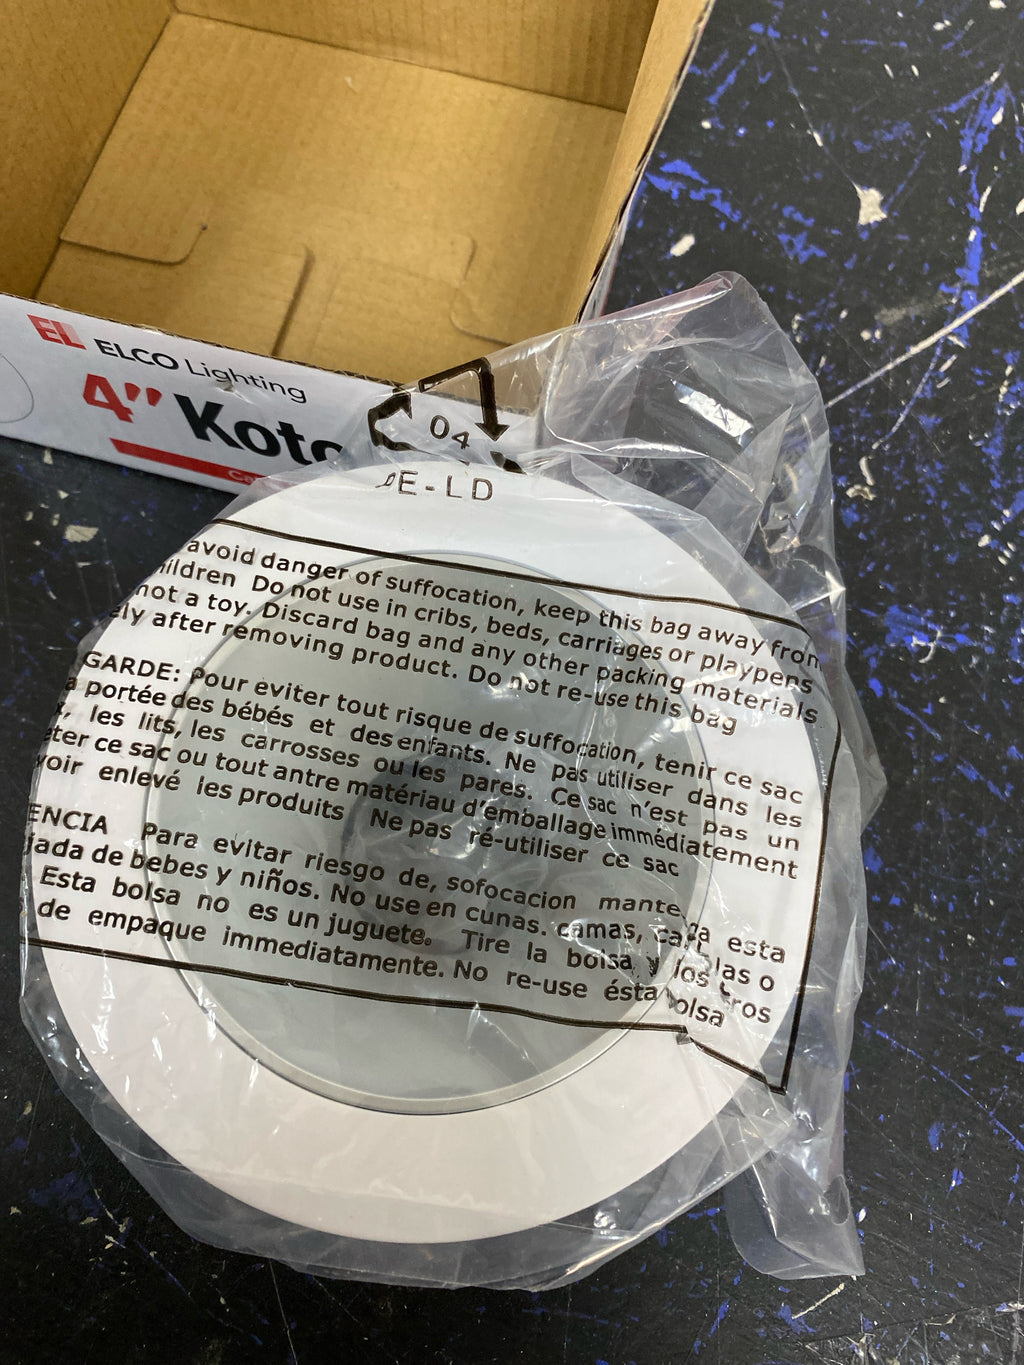 EL ELCO Lighting
4" Koto
04
PE-LD
avoid danger of suffocation, keep this bag away from
hildren Do not use in cribs, beds, carriages or playpens
not a toy. Discard bag and any other packing materials
ely after removing product. Do not re-use this bag
GARDE: Pour eviter tout risque de suffocation, tenir ce sac
a portée des bébés et des enfants. Ne pas utiliser dans les
les lits, les carrosses ou les pares. Ce sac n'est pas un
eter ce sac ou tout antre matériau d'emballage immédiatement
voir enlevé les produits Ne pas ré-utiliser ce sac
ENCIA Para evitar riesgo de, sofocacion mante esta
jada de bebes y niños. No use en cunas. camas, las o
Esta bolsa no es un juguete. Tire la bolsa y los ros
de empaque immediatamente. No re-use ésta bolsa